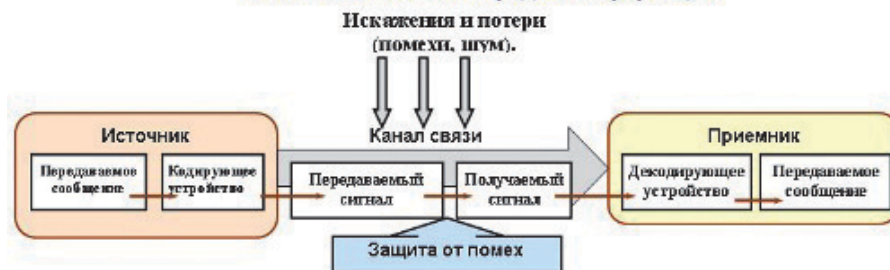 Искажения и потери
(помехи, шум).
Источник
Канал связи
Приемник
Передаваемое
сообщение
Кодирующее
устройство
Передаваемый
сигнал
Получаемый
сигнал
Декодирующее
устройство
Передаваемое
сообщение
Защита от помех